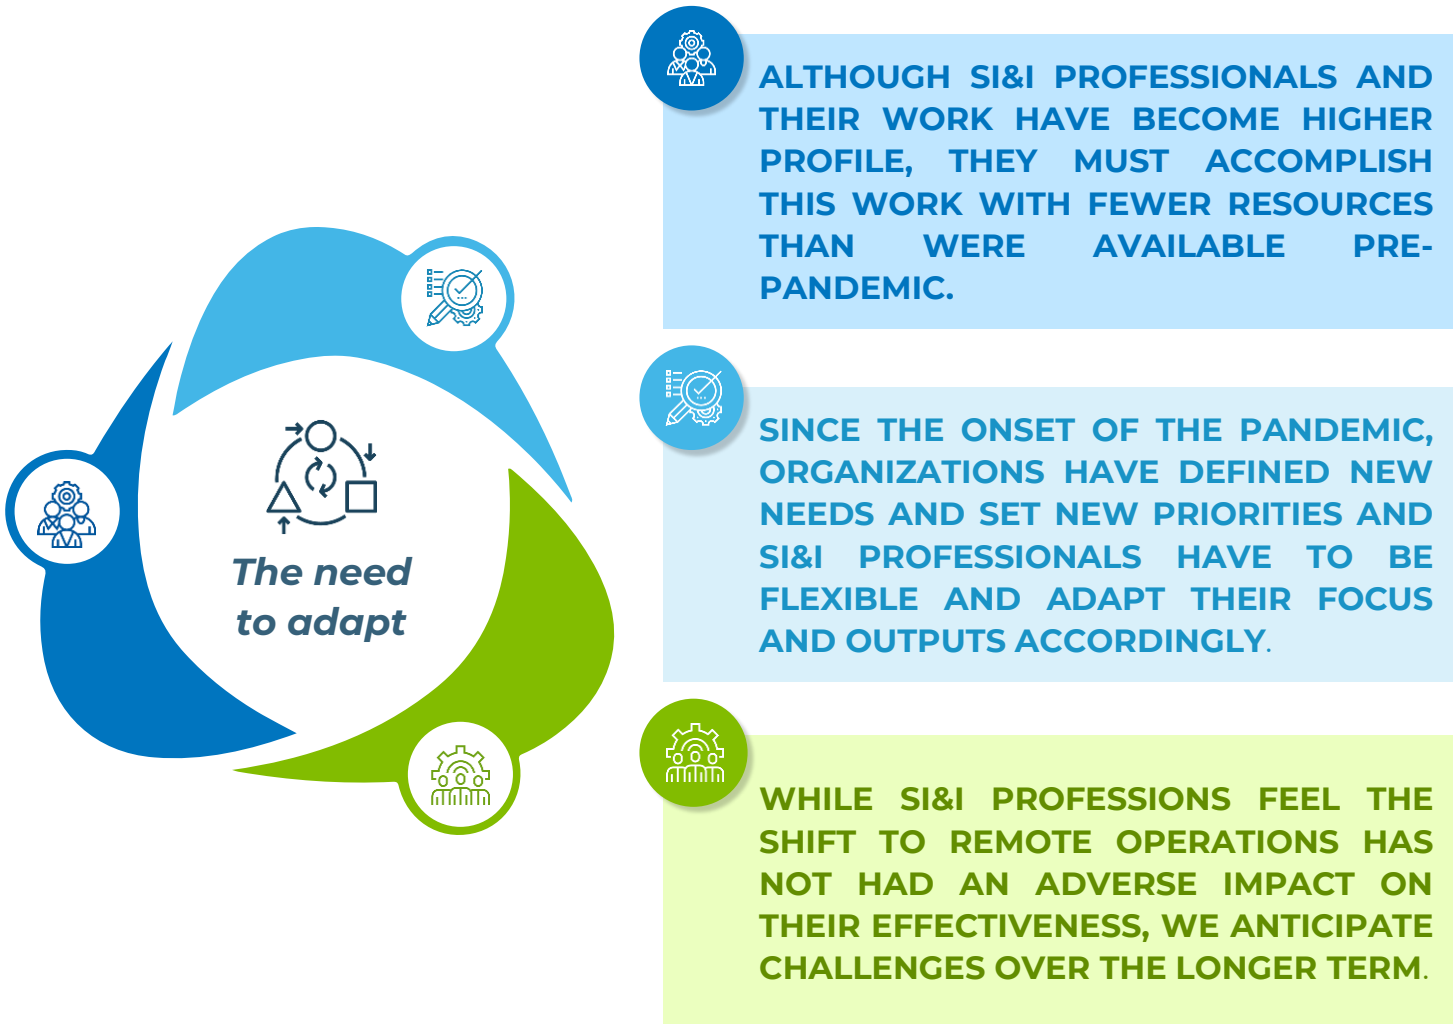 The need
to adapt
ALTHOUGH SI&I PROFESSIONALS AND
THEIR WORK HAVE BECOME HIGHER
PROFILE, THEY MUST ACCOMPLISH
THIS WORK WITH FEWER RESOURCES
THAN WERE AVAILABLE PRE-
PANDEMIC.
SINCE THE ONSET OF THE PANDEMIC,
ORGANIZATIONS HAVE DEFINED NEW
NEEDS AND SET NEW PRIORITIES AND
SI&I PROFESSIONALS HAVE TO BE
FLEXIBLE AND ADAPT THEIR FOCUS
AND OUTPUTS ACCORDINGLY.
WHILE SI&I PROFESSIONS FEEL THE
SHIFT TO REMOTE OPERATIONS HAS
NOT HAD AN ADVERSE IMPACT ON
THEIR EFFECTIVENESS, WE ANTICIPATE
CHALLENGES OVER THE LONGER TERM.